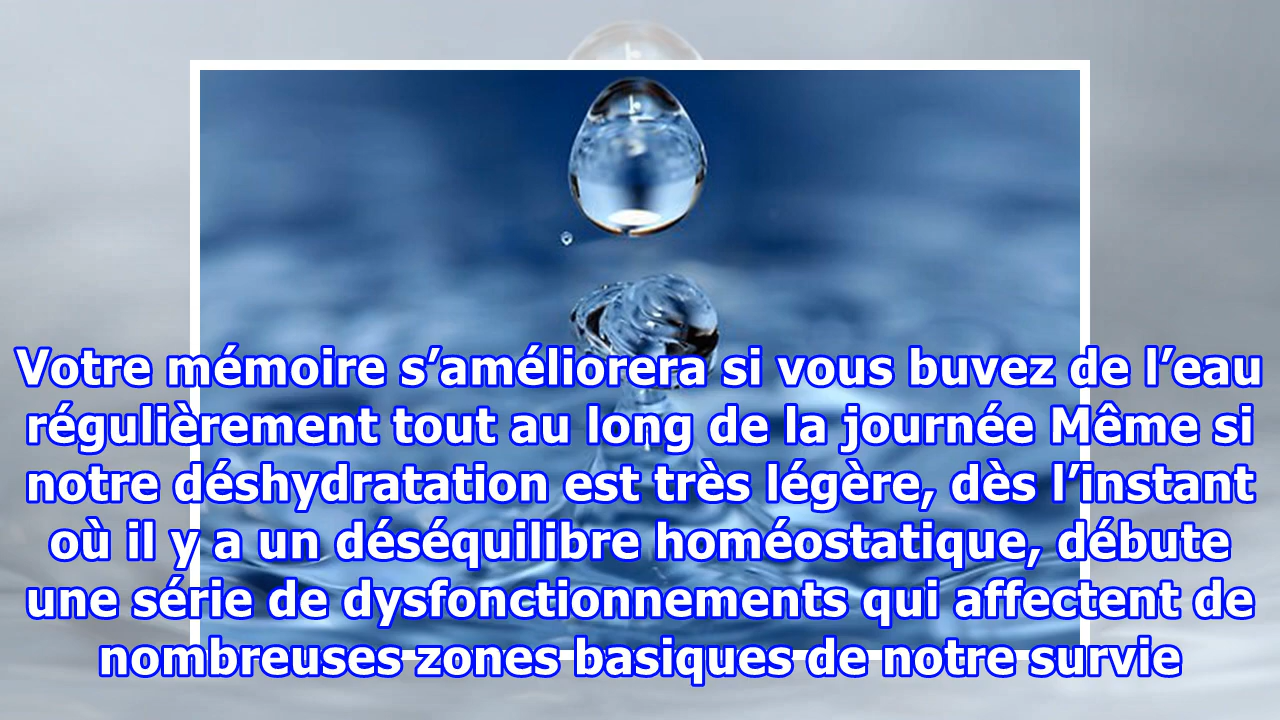 Votre mémoire s’améliorera si vous buvez de l’eau
régulièrement tout au long de la journée Même si
notre déshydratation est très légère, dès l’instant
où il y a un déséquilibre homéostatique, débute
une série de dysfonctionnements qui affectent de
nombreuses zones basiques de notre survie